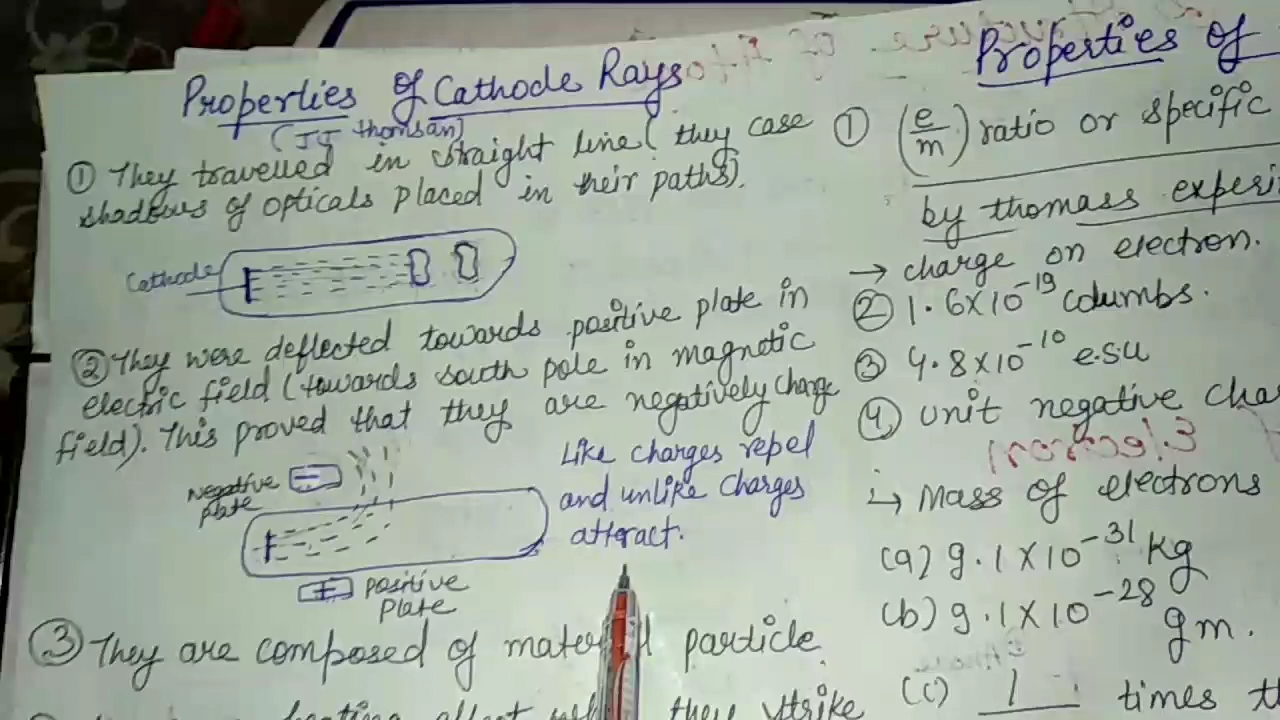 Properties of Cathode Rays
(JJ thomsan)
① They travelled in straight line (they case
shadows of opticals placed in their paths).
Cathode
② They were deflected towards positive plate in
electric field (towards south pole in magnetic
field). This proved that they are negatively charge
Negative
plate
Like charges repel
and unlike charges
attract.
positive
plate
③ They are composed of material particle
they strike
Properties of
① (e/m) ratio or specific
by thomass experi
→ charge on electron.
② 1.6×10⁻¹⁹ columbs.
③ 4.8×10⁻¹⁰ e.s.u
④ unit negative cha
↳ Mass of electrons
(a) 9.1×10⁻³¹ kg
(b) 9.1×10⁻²⁸ gm.
(c) 1 times th